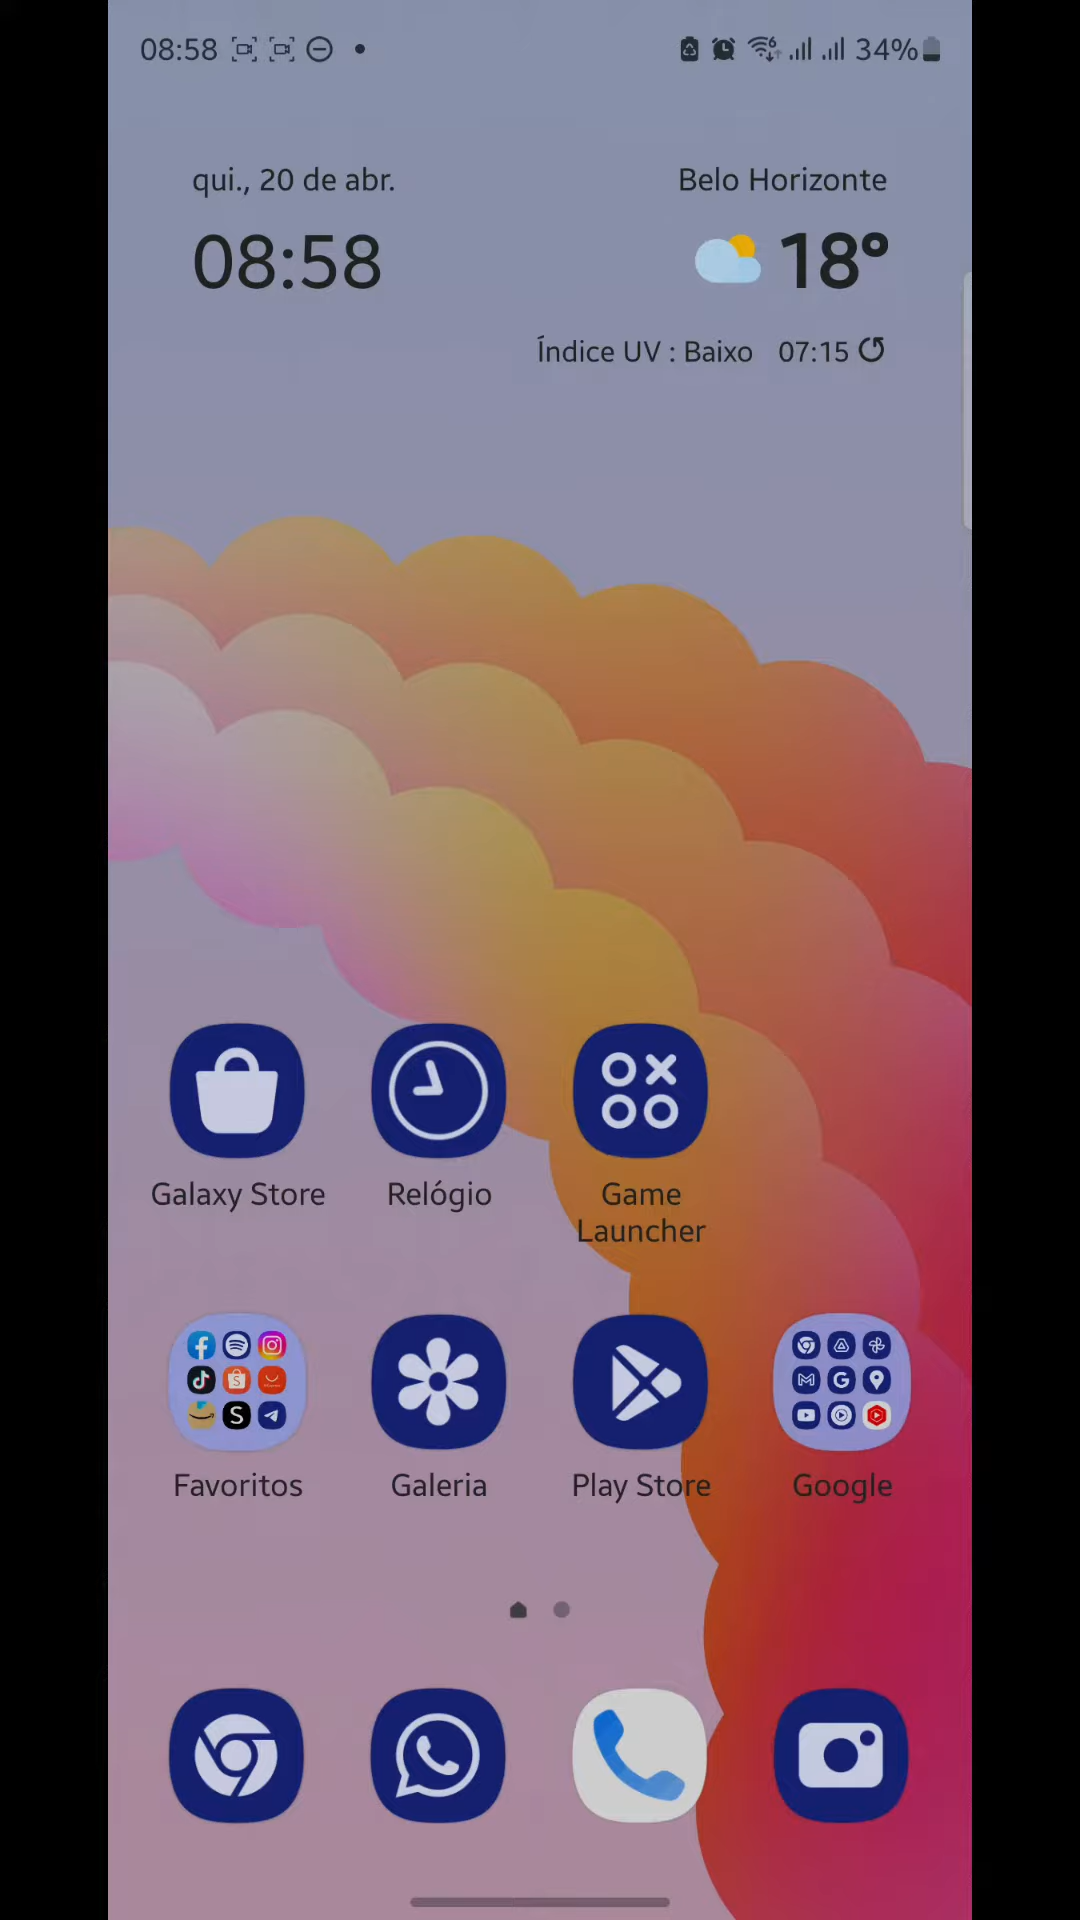 08:58
34%
qui., 20 de abr.
08:58
Belo Horizonte
18°
Índice UV : Baixo 07:15
Galaxy Store
Relógio
Game
Launcher
Favoritos
Galeria
Play Store
Google